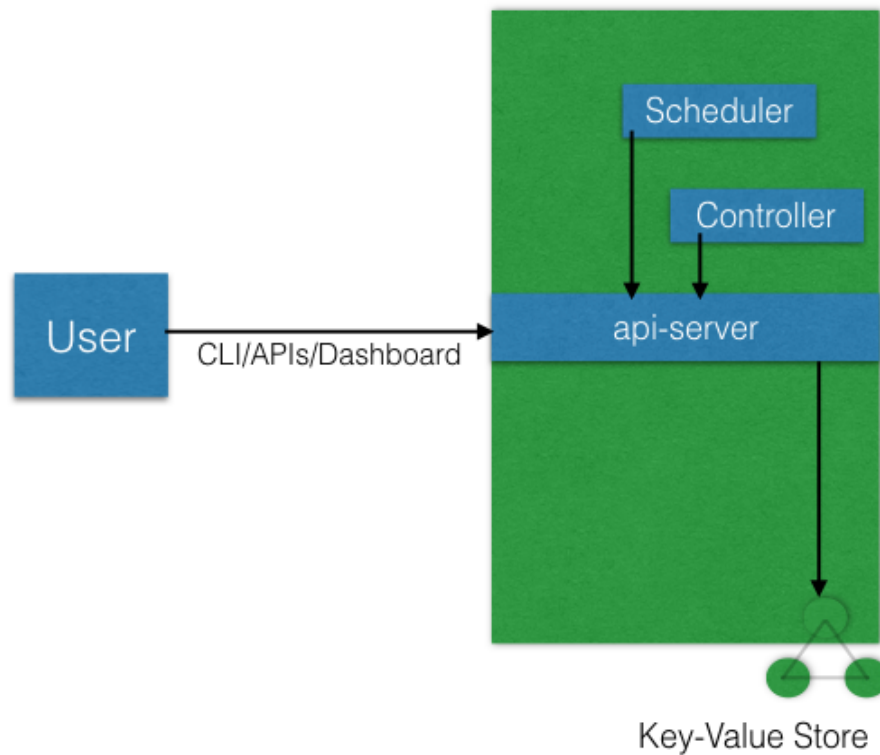 Scheduler
Controller
User
CLI/APIs/Dashboard
api-server
Key-Value Store